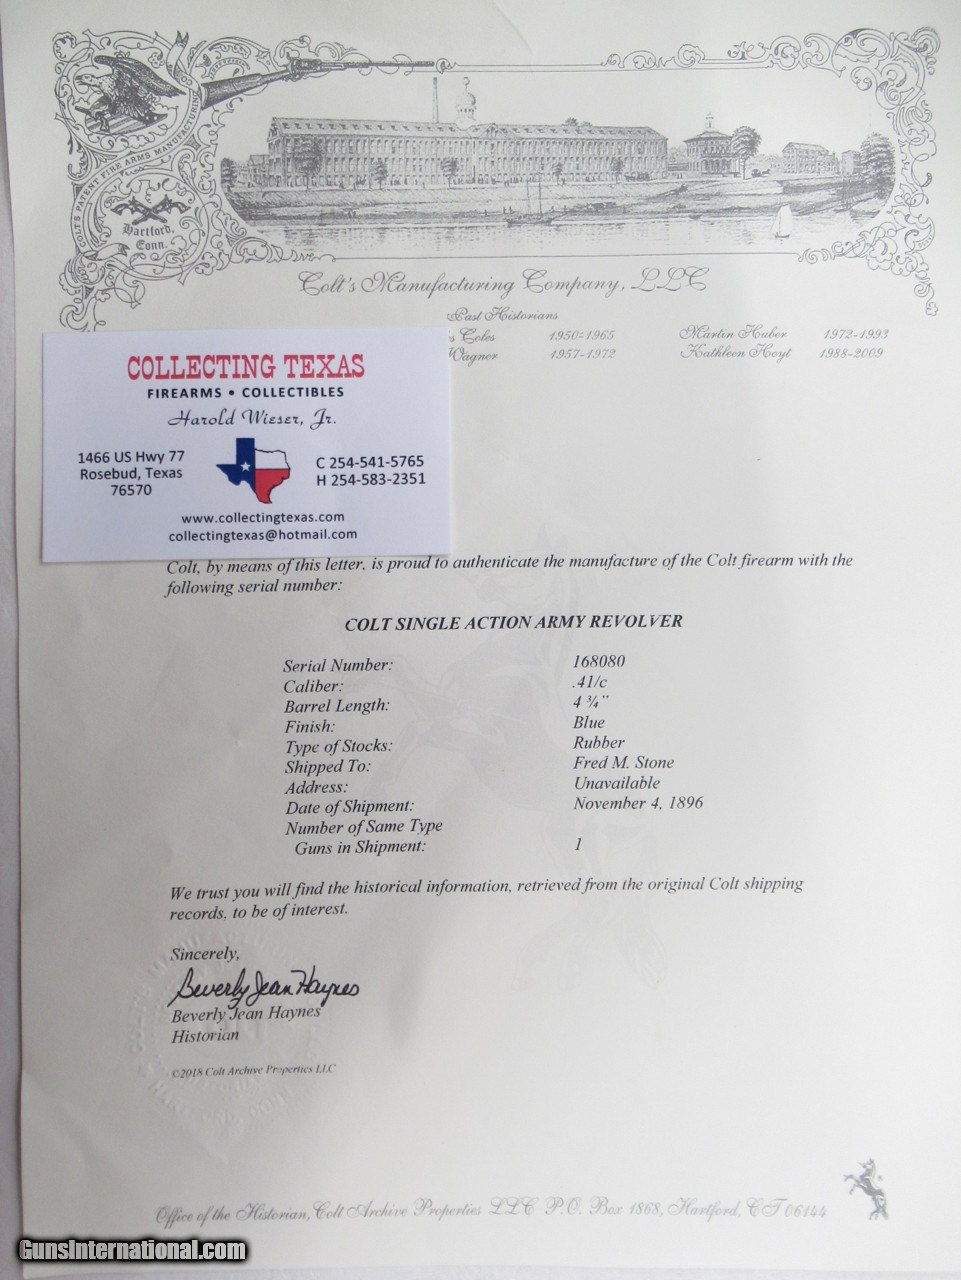 COLT'S PATENT FIRE ARMS MANUFACTURING
Hartford,
Conn.
Colt's Manufacturing Company, LLC
Past Historians
Coles 1950-1965 Martin Huber 1972-1993
Wagner 1957-1972 Kathleen Hoyt 1988-2009
COLLECTING TEXAS
FIREARMS • COLLECTIBLES
Harold Wieser, Jr.
1466 US Hwy 77
Rosebud, Texas
76570
C 254-541-5765
H 254-583-2351
www.collectingtexas.com
collectingtexas@hotmail.com
Colt, by means of this letter, is proud to authenticate the manufacture of the Colt firearm with the
following serial number:
COLT SINGLE ACTION ARMY REVOLVER
Serial Number: 168080
Caliber: .41/c
Barrel Length: 4 ¾"
Finish: Blue
Type of Stocks: Rubber
Shipped To: Fred M. Stone
Address: Unavailable
Date of Shipment: November 4, 1896
Number of Same Type
Guns in Shipment: 1
We trust you will find the historical information, retrieved from the original Colt shipping
records, to be of interest.
Sincerely,
Beverly Jean Haynes
Beverly Jean Haynes
Historian
©2018 Colt Archive Properties LLC
Office of the Historian, Colt Archive Properties LLC P.O. Box 1868, Hartford, CT 06144
GunsInternational.com